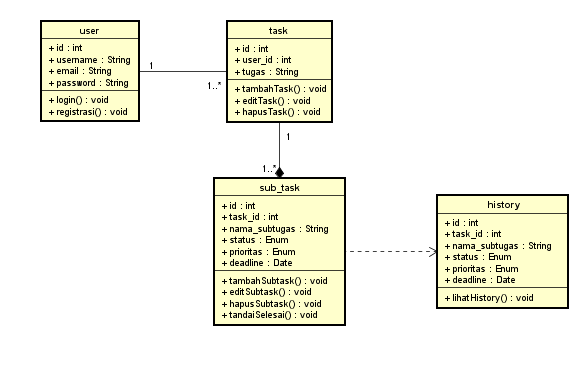 user
+ id : int
+ username : String
+ email : String
+ password : String
+ login() : void
+ registrasi() : void
1
1..*
task
+ id : int
+ user_id : int
+ tugas : String
+ tambahTask() : void
+ editTask() : void
+ hapusTask() : void
1
1..*
sub_task
+ id : int
+ task_id : int
+ nama_subtugas : String
+ status : Enum
+ prioritas : Enum
+ deadline : Date
+ tambahSubtask() : void
+ editSubtask() : void
+ hapusSubtask() : void
+ tandaiSelesai() : void
history
+ id : int
+ task_id : int
+ nama_subtugas : String
+ status : Enum
+ prioritas : Enum
+ deadline : Date
+ lihatHistory() : void